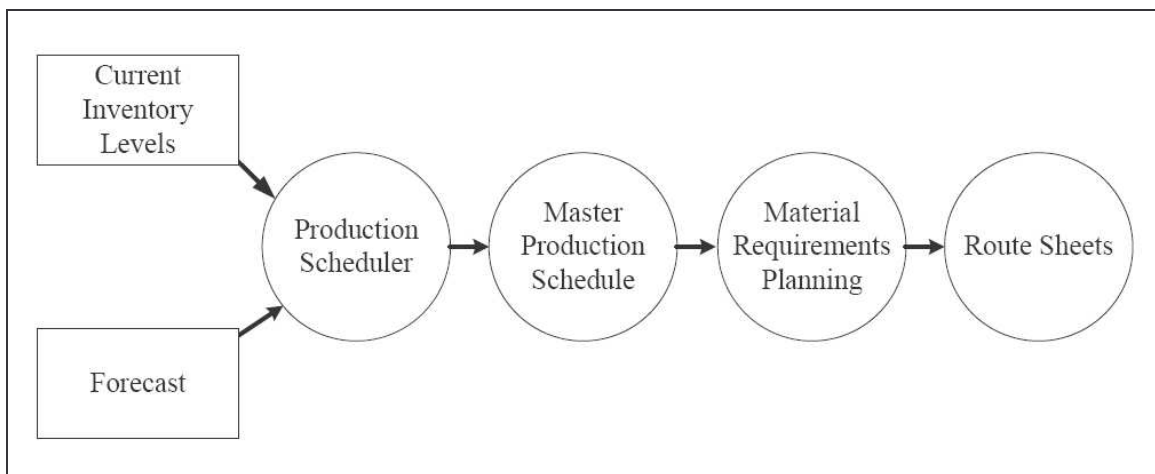 Current
Inventory
Levels
Forecast
Production
Scheduler
Master
Production
Schedule
Material
Requirements
Planning
Route Sheets